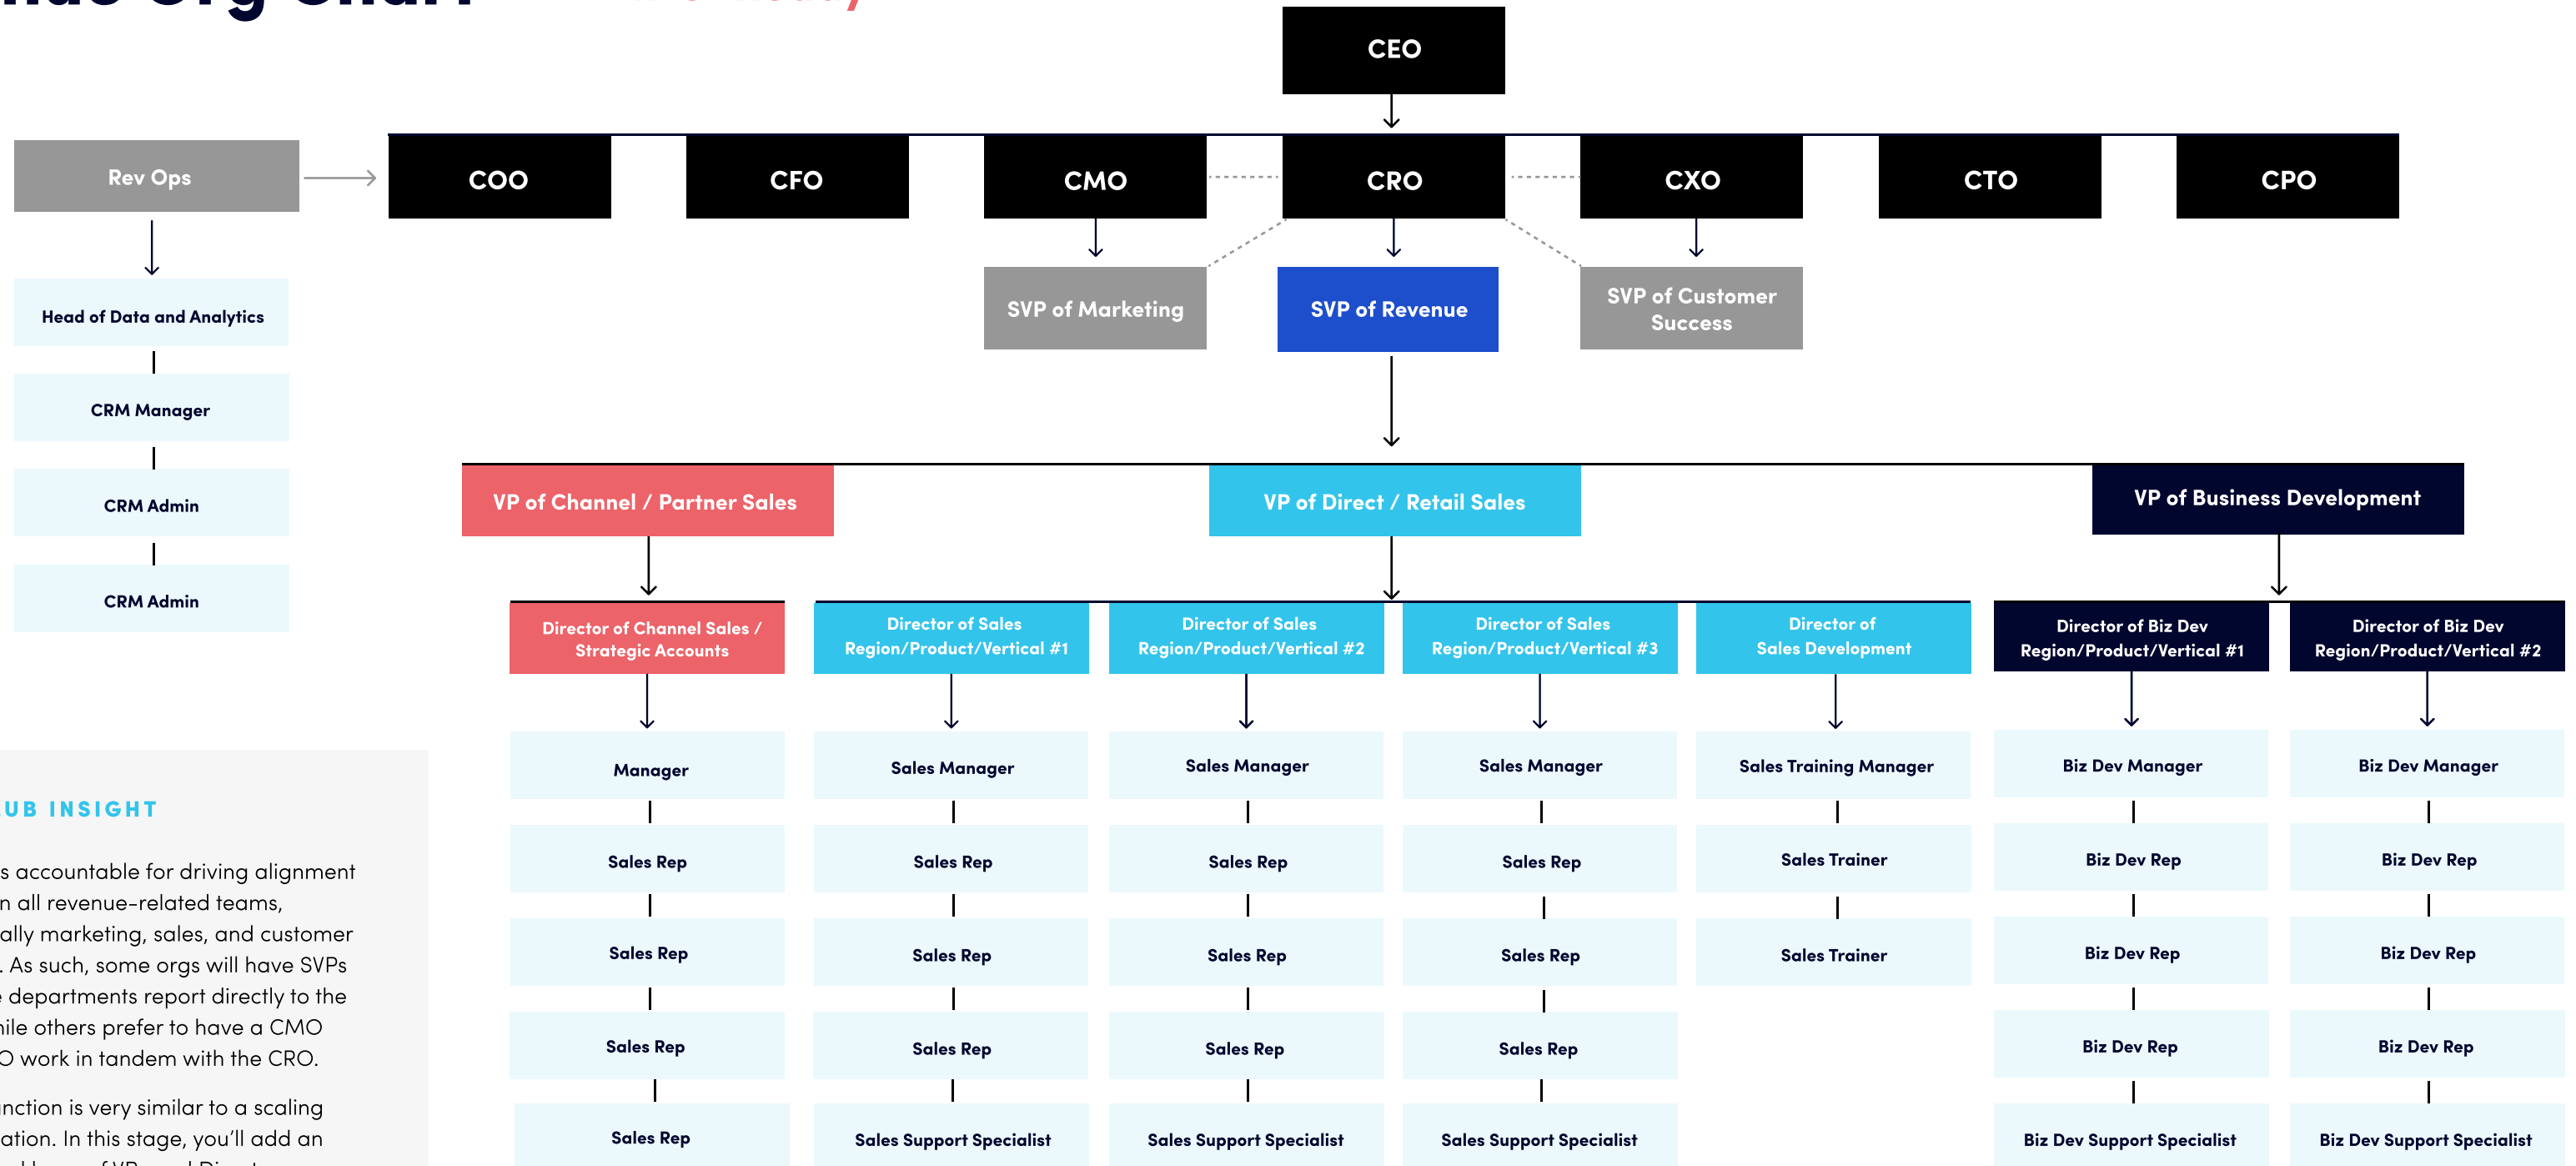 Org Chart
CEO
Rev Ops
COO
CFO
CMO
CRO
CXO
CTO
CPO
SVP of Marketing
SVP of Revenue
SVP of Customer
Success
Head of Data and Analytics
CRM Manager
CRM Admin
CRM Admin
VP of Channel / Partner Sales
VP of Direct / Retail Sales
VP of Business Development
Director of Channel Sales /
Strategic Accounts
Director of Sales
Region/Product/Vertical #1
Director of Sales
Region/Product/Vertical #2
Director of Sales
Region/Product/Vertical #3
Director of
Sales Development
Director of Biz Dev
Region/Product/Vertical #1
Director of Biz Dev
Region/Product/Vertical #2
Manager
Sales Rep
Sales Rep
Sales Rep
Sales Rep
Sales Manager
Sales Rep
Sales Rep
Sales Rep
Sales Support Specialist
Sales Manager
Sales Rep
Sales Rep
Sales Rep
Sales Support Specialist
Sales Manager
Sales Rep
Sales Rep
Sales Rep
Sales Support Specialist
Sales Training Manager
Sales Trainer
Sales Trainer
Biz Dev Manager
Biz Dev Rep
Biz Dev Rep
Biz Dev Rep
Biz Dev Support Specialist
Biz Dev Manager
Biz Dev Rep
Biz Dev Rep
Biz Dev Rep
Biz Dev Support Specialist
UB INSIGHT
s accountable for driving alignment
n all revenue-related teams,
ally marketing, sales, and customer
. As such, some orgs will have SVPs
e departments report directly to the
hile others prefer to have a CMO
O work in tandem with the CRO.
nction is very similar to a scaling
ation. In this stage, you'll add an